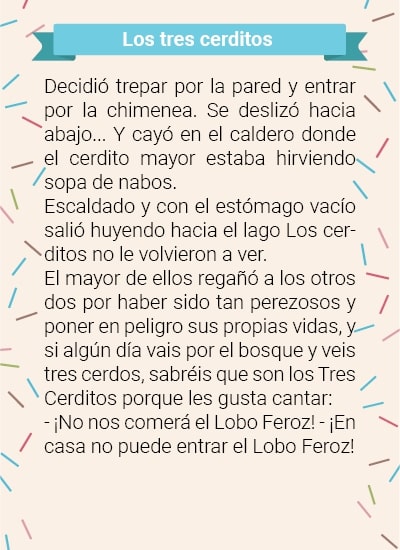 Los tres cerditos
Decidió trepar por la pared y entrar
por la chimenea. Se deslizó hacia
abajo... Y cayó en el caldero donde
el cerdito mayor estaba hirviendo
sopa de nabos.
Escaldado y con el estómago vacío
salió huyendo hacia el lago Los cer-
ditos no le volvieron a ver.
El mayor de ellos regañó a los otros
dos por haber sido tan perezosos y
poner en peligro sus propias vidas, y
si algún día vais por el bosque y veis
tres cerdos, sabréis que son los Tres
Cerditos porque les gusta cantar:
- ¡No nos comerá el Lobo Feroz! - ¡En
casa no puede entrar el Lobo Feroz!